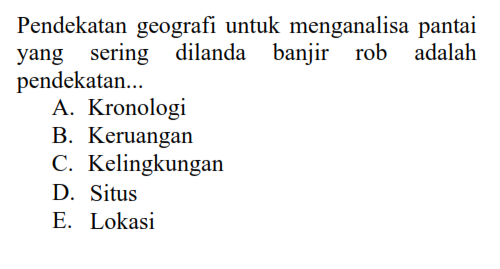 Pendekatan geografi untuk menganalisa pantai
yang sering dilanda banjir rob adalah
pendekatan...
A. Kronologi
B. Keruangan
C. Kelingkungan
D. Situs
E. Lokasi